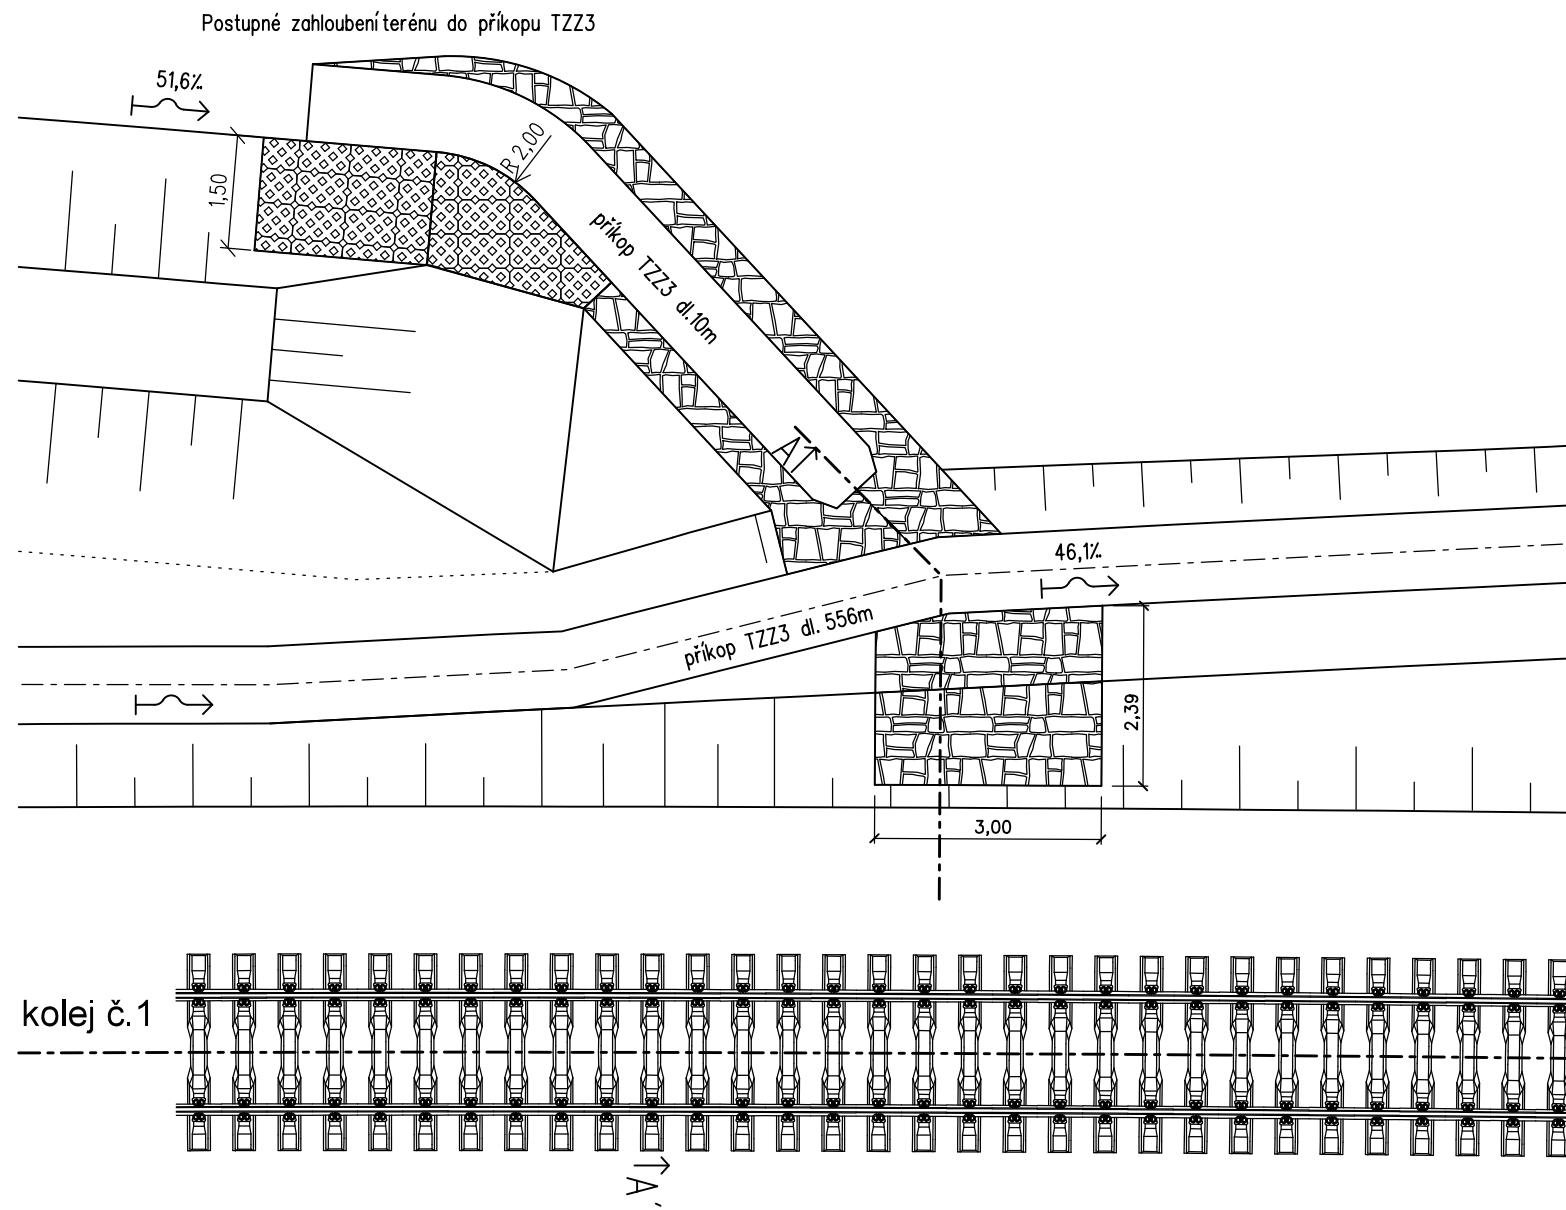 Postupné zahloubení terénu do příkopu TZZ3
51,6‰
1,50
R 2,00
příkop TZZ3 dl.10m
A
46,1‰
příkop TZZ3 dl. 556m
2,39
3,00
kolej č.1
A'